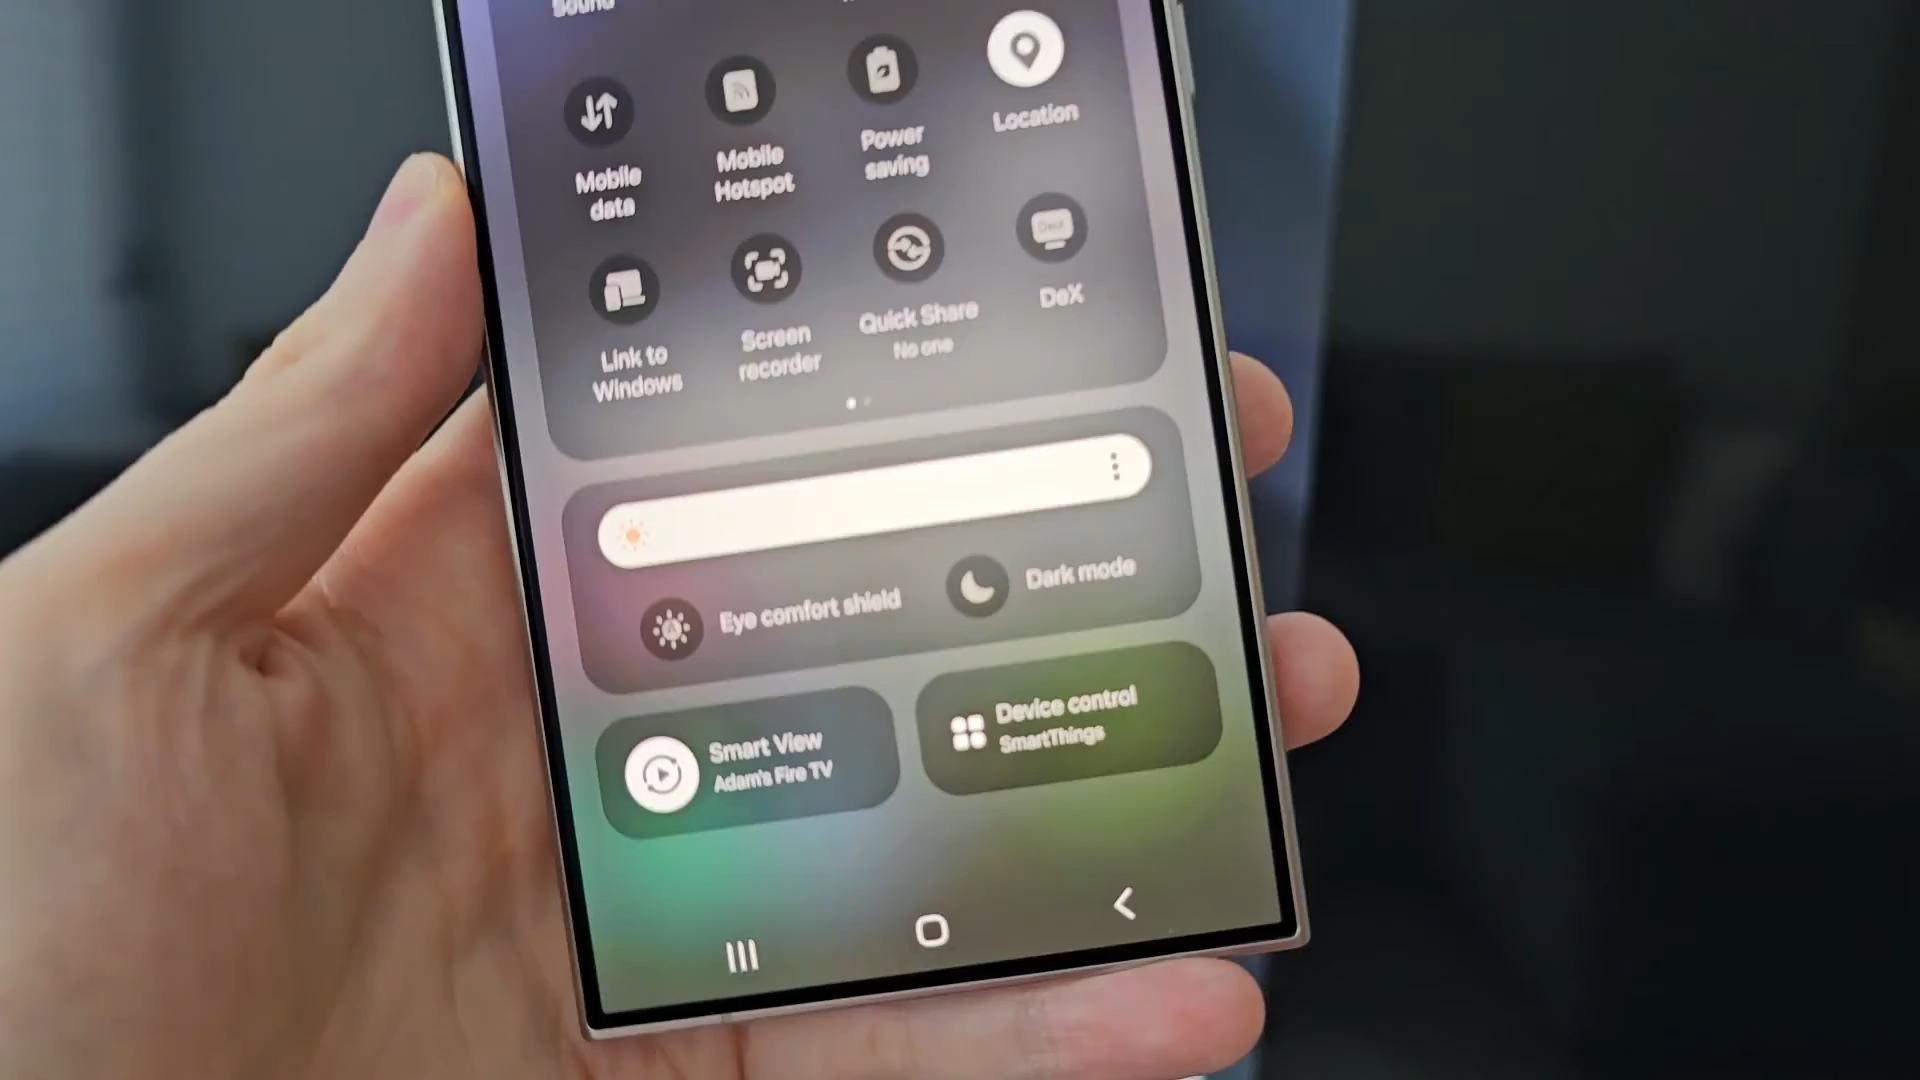 Sound
Mobile
data
Mobile
Hotspot
Power
saving
Location
Link to
Windows
Screen
recorder
Quick Share
No one
DeX
DeX
Eye comfort shield
Dark mode
Smart View
Adam's Fire TV
Device control
SmartThings